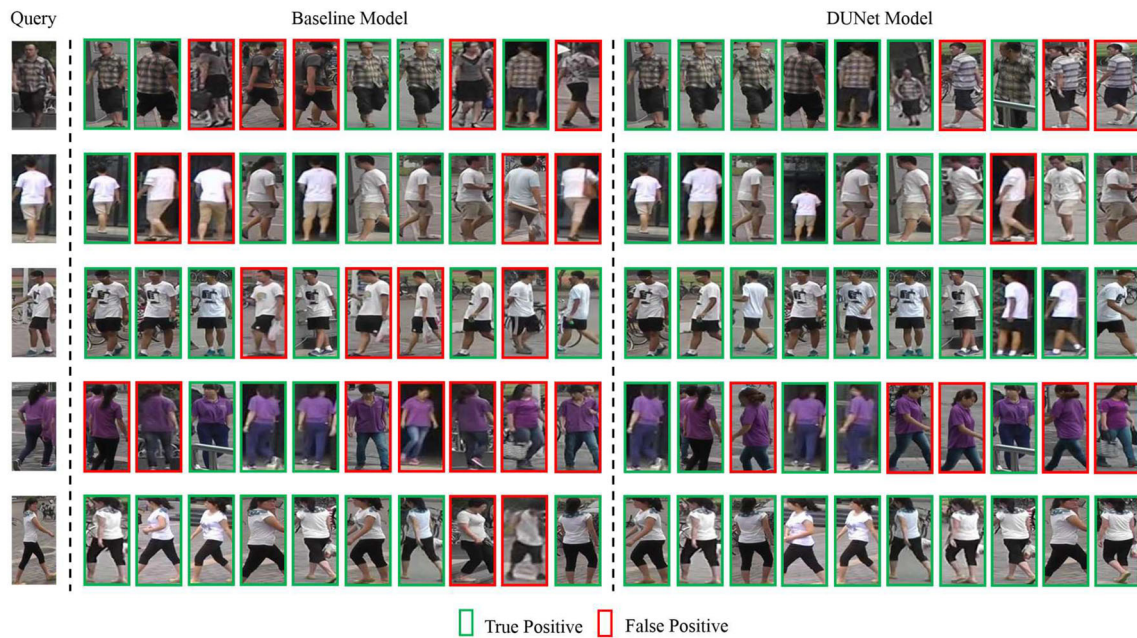 Query
Baseline Model
DUNet Model
True Positive
False Positive